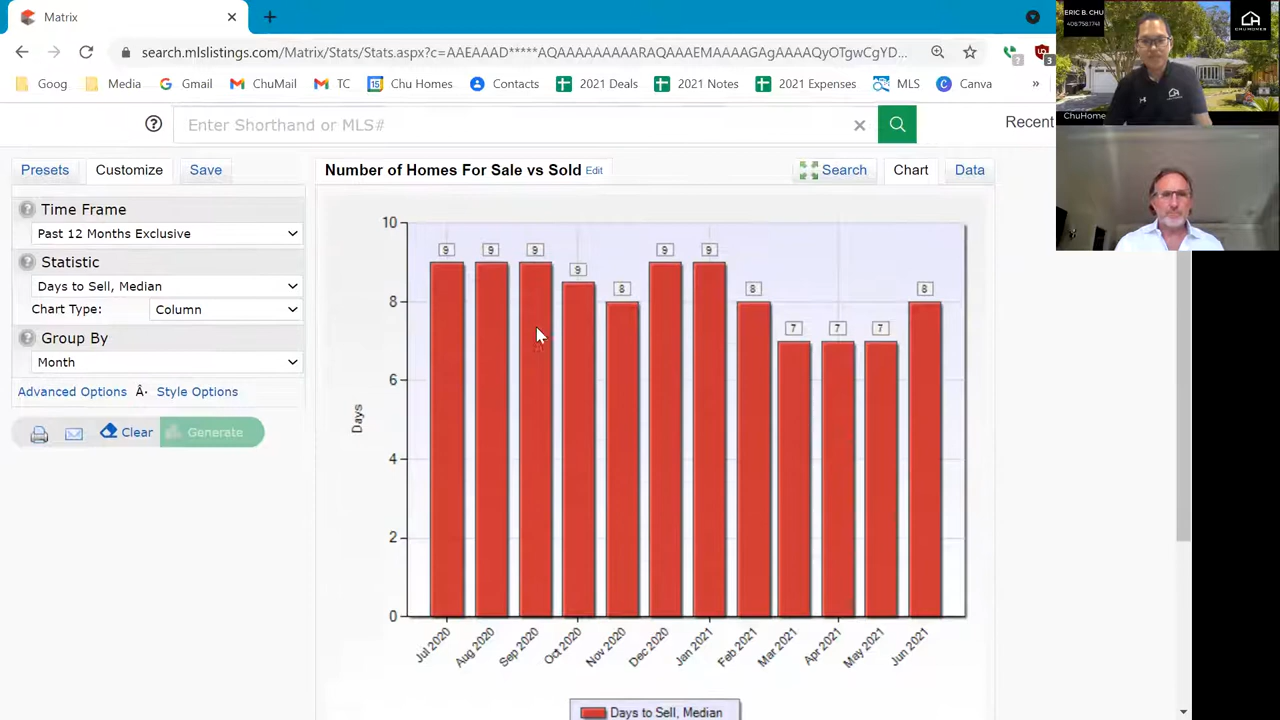 Matrix
search.mlslistings.com/Matrix/Stats/Stats.aspx?c=AAEAAAD*****AQAAAAAAAAARAQAAAEMAAAAGAgAAAAQyOTgwCgYD...
Goog
Media
Gmail
ChuMail
TC
15 Chu Homes
Contacts
2021 Deals
2021 Notes
2021 Expenses
MLS
Canva
»
? Enter Shorthand or MLS#
Recent
Presets
Customize
Save
Number of Homes For Sale vs Sold Edit
Search
Chart
Data
? Time Frame
Past 12 Months Exclusive
? Statistic
Days to Sell, Median
Chart Type: Column
? Group By
Month
Advanced Options Â· Style Options
Clear
Generate
10
8
6
4
2
0
Days
9 9 9 9 8 9 9 8 7 7 7 8
Jul 2020
Aug 2020
Sep 2020
Oct 2020
Nov 2020
Dec 2020
Jan 2021
Feb 2021
Mar 2021
Apr 2021
May 2021
Jun 2021
Days to Sell, Median
ERIC B. CHU
ChuHome